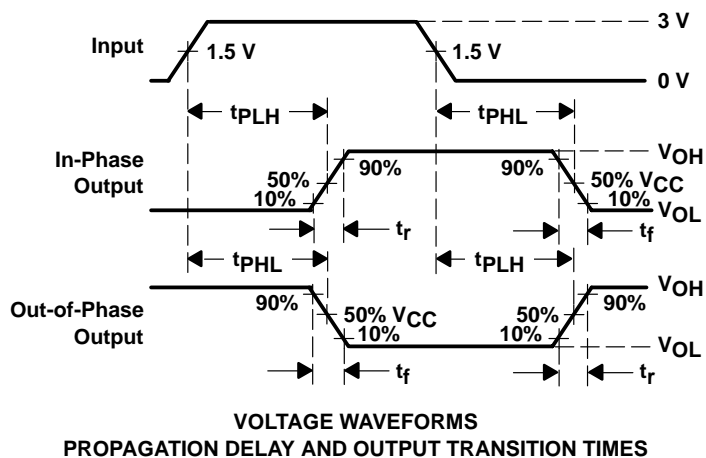 3 V
Input
1.5 V
1.5 V
0 V
tPLH
tPHL
In-Phase
Output
VOH
90%
90%
50%
50% VCC
10%
10%
VOL
tr
tf
tPHL
tPLH
Out-of-Phase
Output
VOH
90%
90%
50% VCC
50%
10%
10%
VOL
tf
tr
VOLTAGE WAVEFORMS
PROPAGATION DELAY AND OUTPUT TRANSITION TIMES